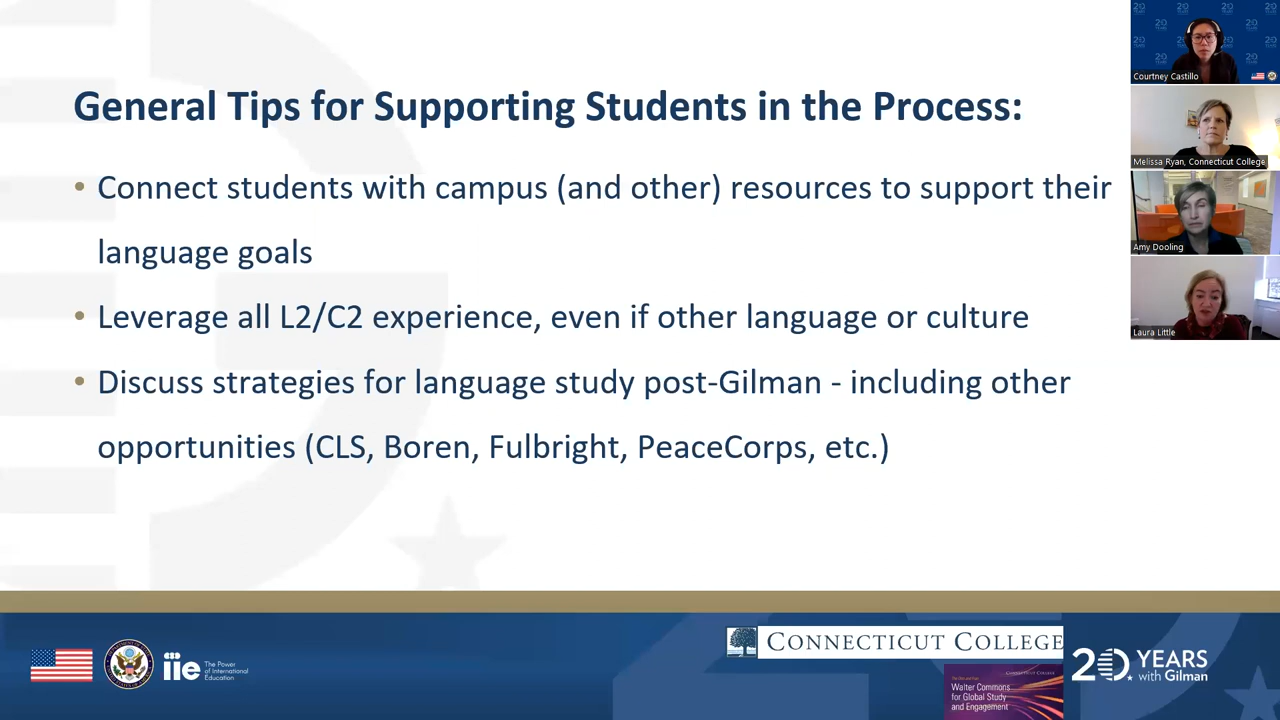 General Tips for Supporting Students in the Process:
• Connect students with campus (and other) resources to support their
language goals
• Leverage all L2/C2 experience, even if other language or culture
• Discuss strategies for language study post-Gilman - including other
opportunities (CLS, Boren, Fulbright, PeaceCorps, etc.)
Courtney Castillo
Melissa Ryan, Connecticut College
Amy Dooling
Laura Little
iie
The Power
of International
Education
CONNECTICUT COLLEGE
CONNECTICUT COLLEGE
Walter Commons
for Global Study
and Engagement
20 YEARS
with Gilman